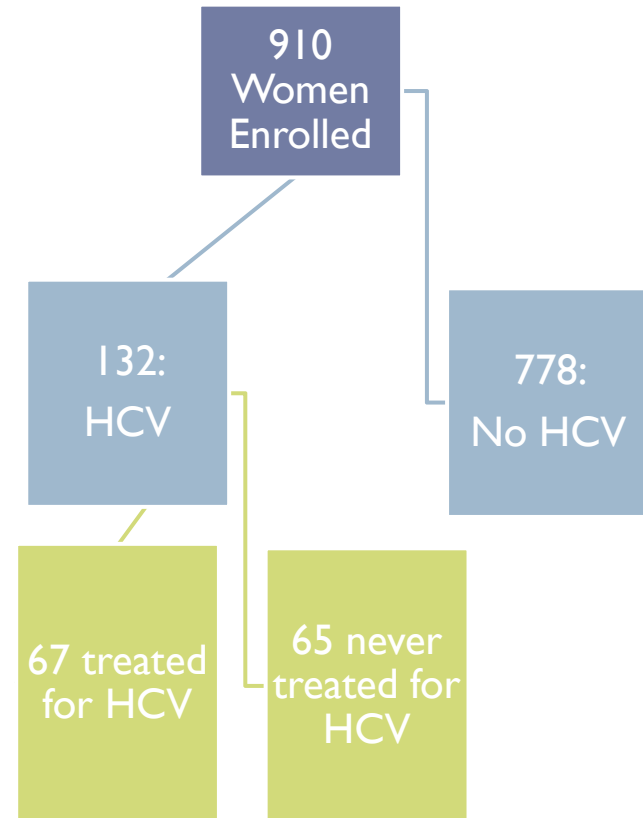 910
Women
Enrolled
132:
HCV
778:
No HCV
67 treated
for HCV
65 never
treated for
HCV